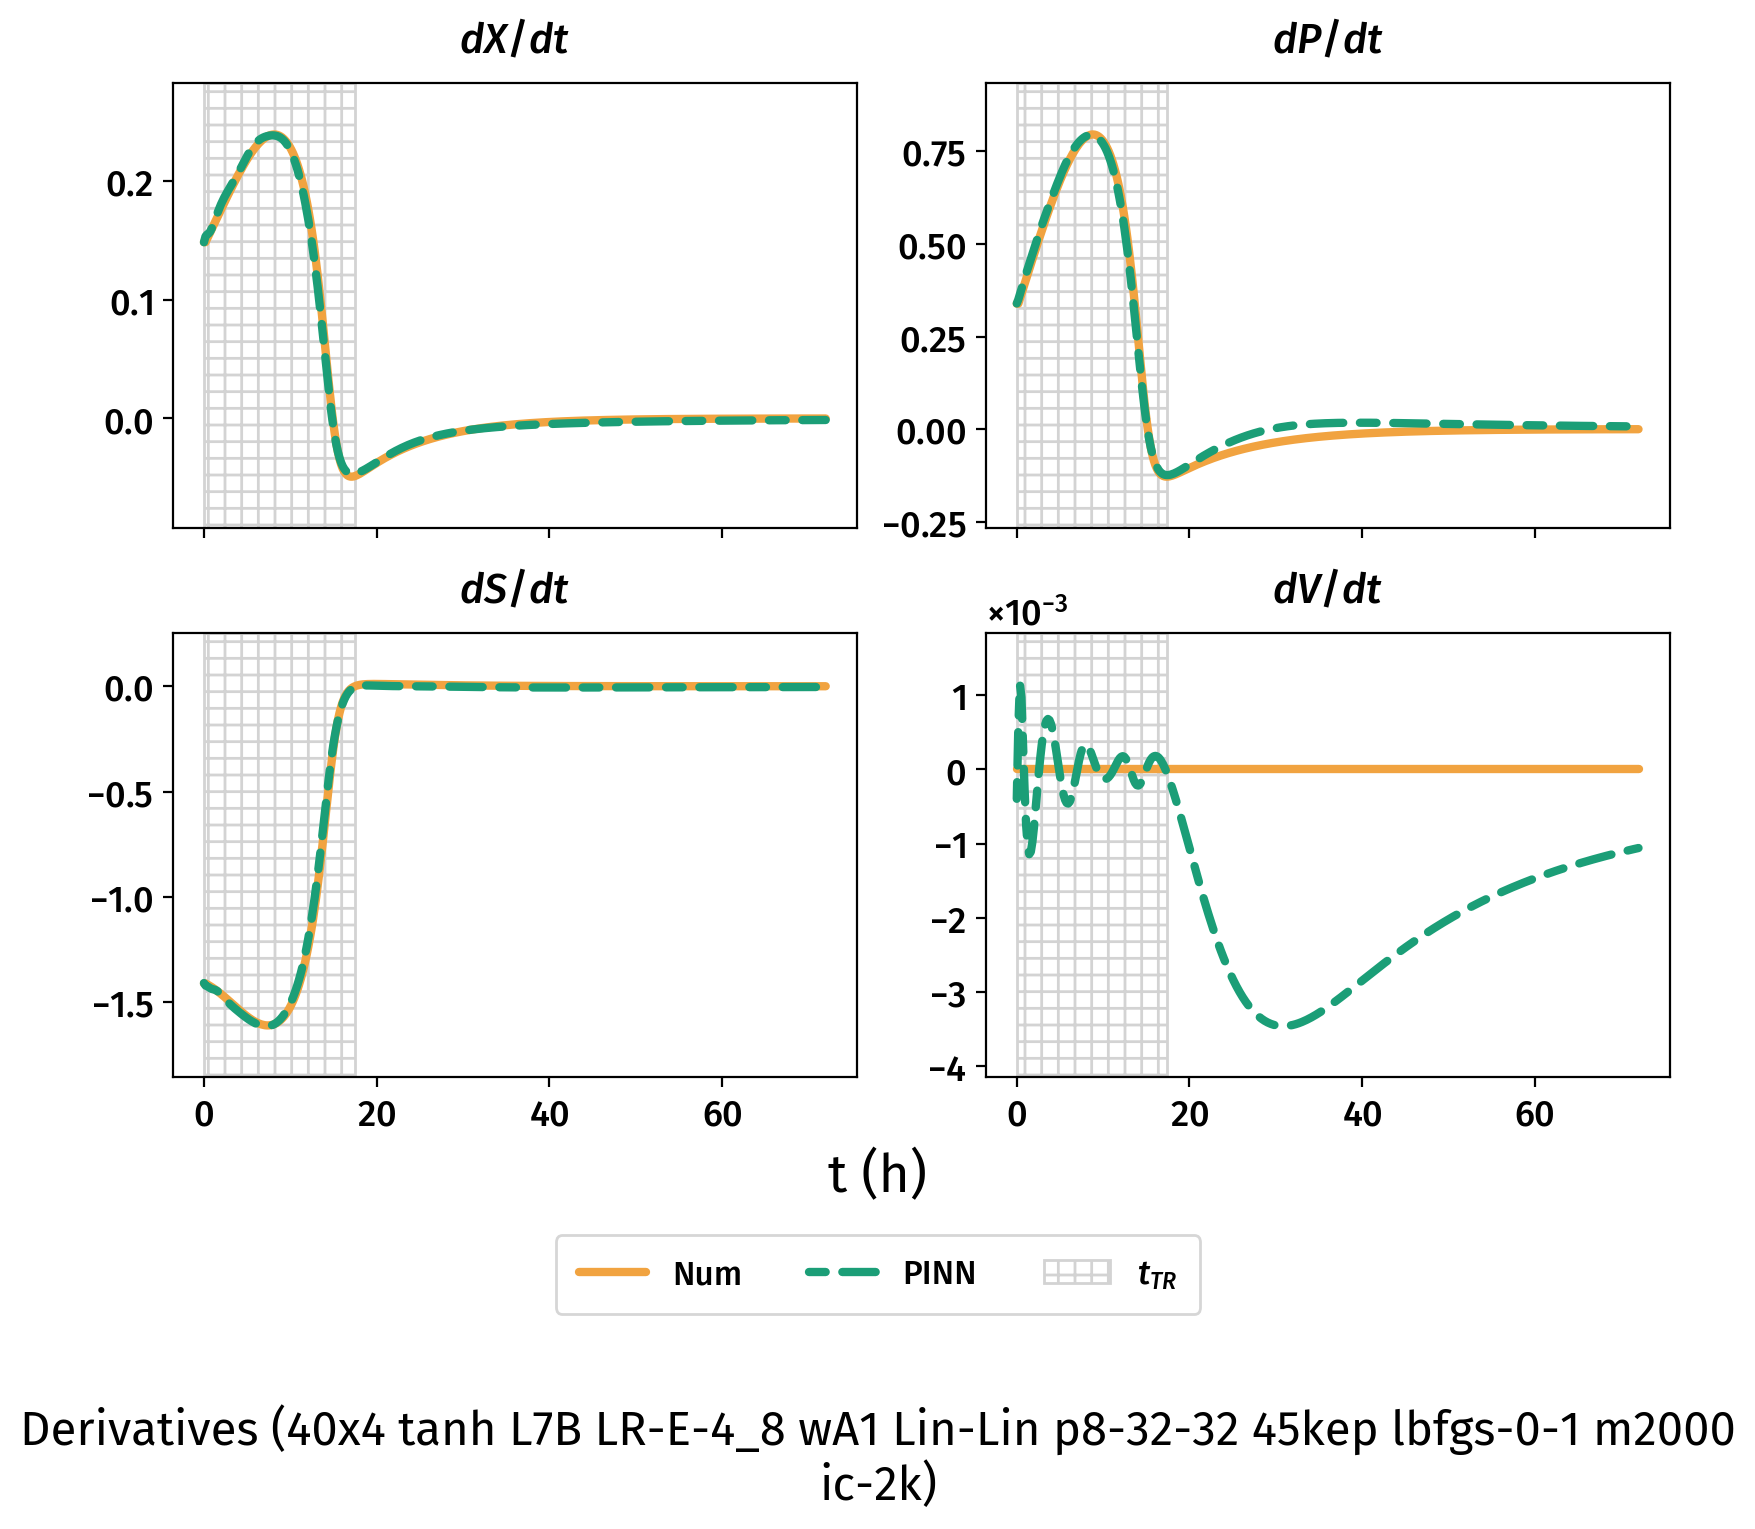 dX/dt
dP/dt
0.2
0.1
0.0
0.75
0.50
0.25
0.00
−0.25
dS/dt
dV/dt
×10⁻³
0.0
−0.5
−1.0
−1.5
1
0
−1
−2
−3
−4
0 20 40 60
0 20 40 60
t (h)
Num PINN t_TR
Derivatives (40x4 tanh L7B LR-E-4_8 wA1 Lin-Lin p8-32-32 45kep lbfgs-0-1 m2000
ic-2k)